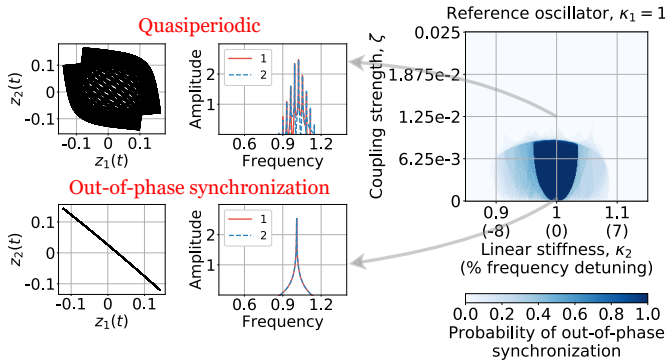 Quasiperiodic
z₂(t)
0.1
0
-0.1
-0.1 0 0.1
z₁(t)
Amplitude
2
1
1
2
0.6 0.9 1.2
Frequency
Out-of-phase synchronization
z₂(t)
0.1
0
-0.1
-0.1 0 0.1
z₁(t)
Amplitude
2
1
1
2
0.6 0.9 1.2
Frequency
Reference oscillator, κ₁ = 1
Coupling strength, ζ
0.025
1.875e-2
1.25e-2
6.25e-3
0
0.9 1 1.1
(-8) (0) (7)
Linear stiffness, κ₂
(% frequency detuning)
0.0 0.2 0.4 0.6 0.8 1.0
Probability of out-of-phase
synchronization